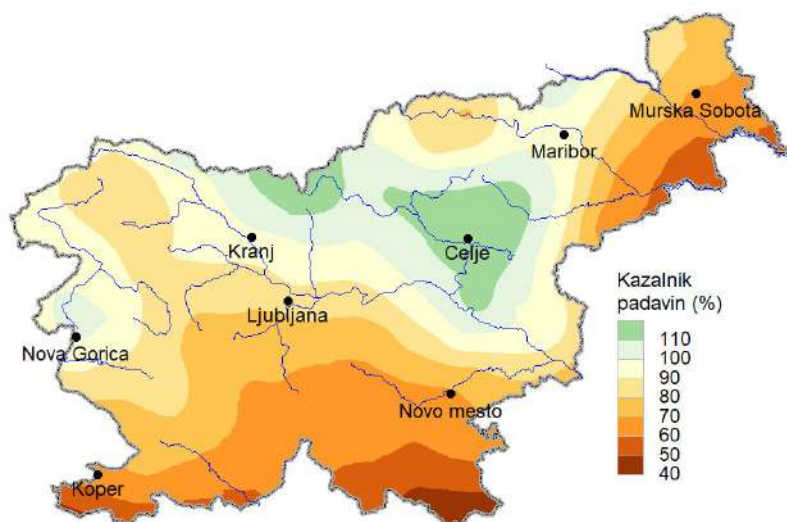 Murska Sobota
Maribor
Kranj
Celje
Ljubljana
Nova Gorica
Novo mesto
Koper
Kazalnik
padavin (%)
110
100
90
80
70
60
50
40